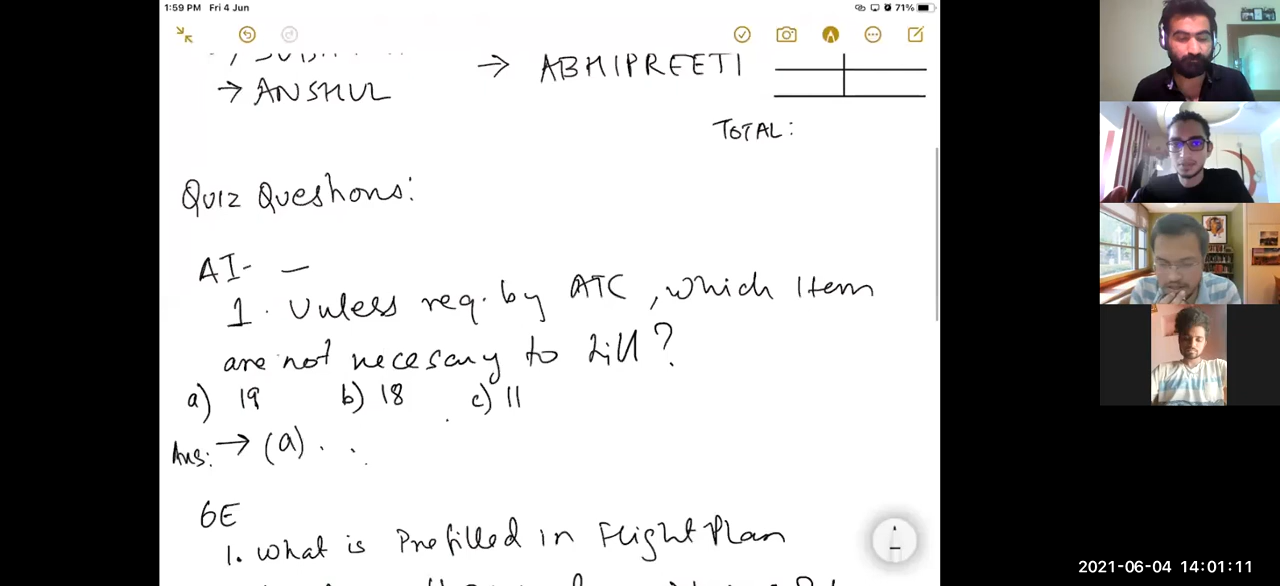 1:59 PM Fri 4 Jun
71%
→ ANSHUL
→ ABHIPREETI
TOTAL:
Quiz Questions:
AI- —
1. Unless req. by ATC, which Item
are not necesary to fill?
a) 19 b) 18 c) 11
Ans: → (a).
6E
1. What is Prefilled in Flight Plan
2021-06-04 14:01:11